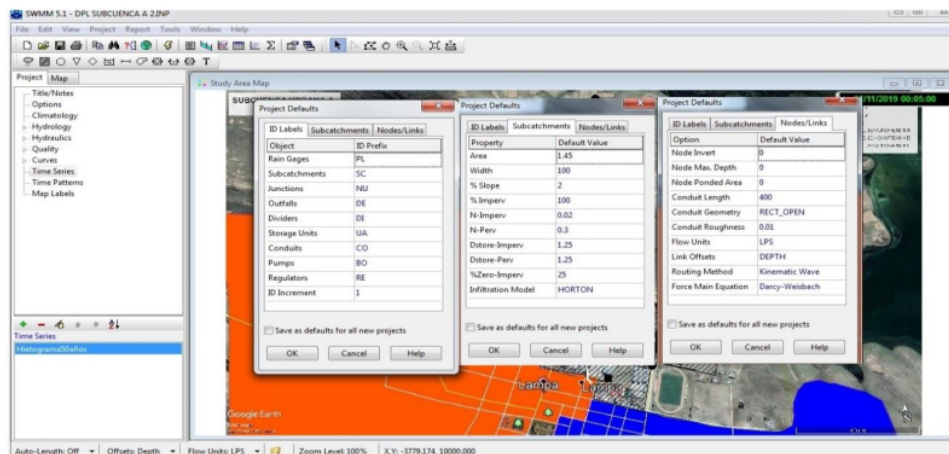 SWMM 5.1 - DPL SUBCUENCA A 2.INP
File Edit View Project Report Tools Window Help
Project Map
Title/Notes
Options
Climatology
Hydrology
Hydraulics
Quality
Curves
Time Series
Time Patterns
Map Labels
Time Series
Histograma50años
Study Area Map
/11/2019 00:05:00
Project Defaults
ID Labels Subcatchments Nodes/Links
Object ID Prefix
Rain Gages PL
Subcatchments SC
Junctions NU
Outfalls DE
Dividers DI
Storage Units UA
Conduits CO
Pumps BO
Regulators RE
ID Increment 1
Save as defaults for all new projects
OK Cancel Help
Project Defaults
ID Labels Subcatchments Nodes/Links
Property Default Value
Area 1.45
Width 100
% Slope 2
% Imperv 100
N-Imperv 0.02
N-Perv 0.3
Dstore-Imperv 1.25
Dstore-Perv 1.25
%Zero-Imperv 25
Infiltration Model HORTON
Save as defaults for all new projects
OK Cancel Help
Project Defaults
ID Labels Subcatchments Nodes/Links
Option Default Value
Node Invert 0
Node Max. Depth 0
Node Ponded Area 0
Conduit Length 400
Conduit Geometry RECT_OPEN
Conduit Roughness 0.01
Flow Units LPS
Link Offsets DEPTH
Routing Method Kinematic Wave
Force Main Equation Darcy-Weisbach
Save as defaults for all new projects
OK Cancel Help
Lampa
Google Earth
Auto-Length: Off Offsets: Depth Flow Units: LPS Zoom Level: 100% X,Y: -3779.174, 10000.000